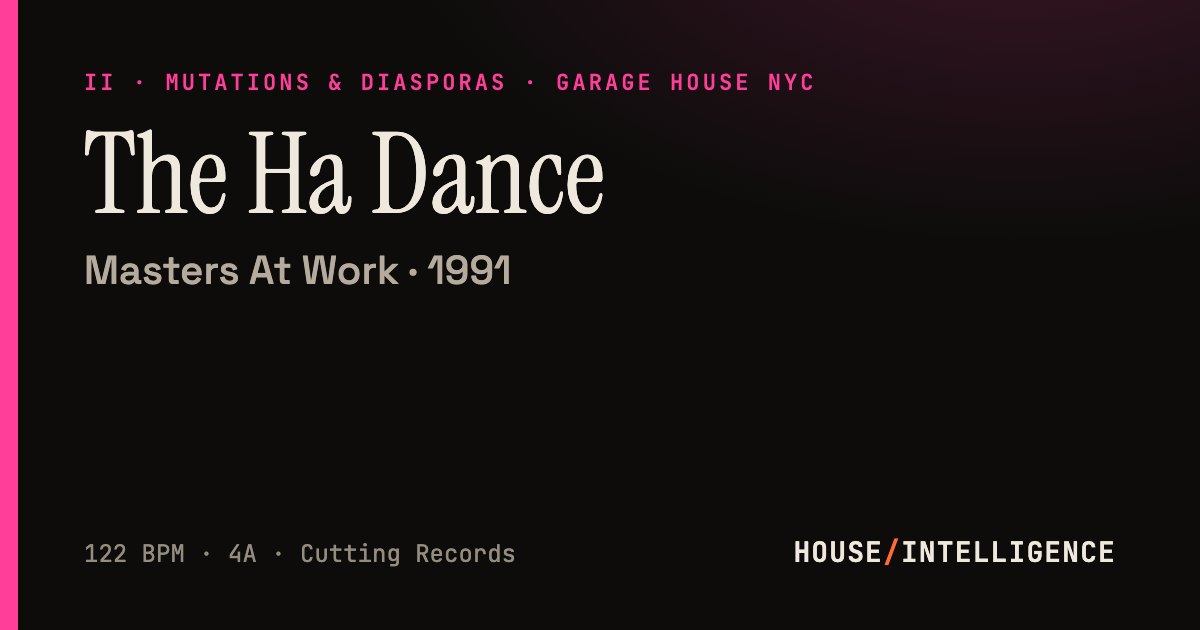 II · MUTATIONS & DIASPORAS · GARAGE HOUSE NYC
The Ha Dance
Masters At Work · 1991
122 BPM · 4A · Cutting Records
HOUSE/INTELLIGENCE